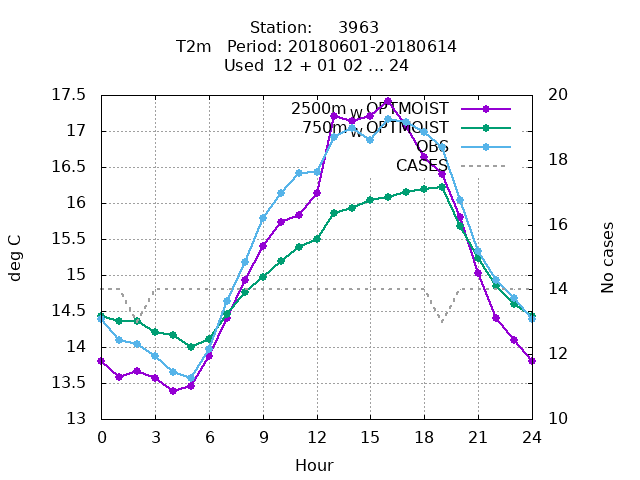 Station: 3963
T2m Period: 20180601-20180614
Used 12 + 01 02 ... 24
17.5
17
16.5
16
15.5
15
14.5
14
13.5
13
20
18
16
14
12
10
2500m_W OPTMOIST
750m_W OPTMOIST
OBS
CASES
deg C
No cases
0 3 6 9 12 15 18 21 24
Hour